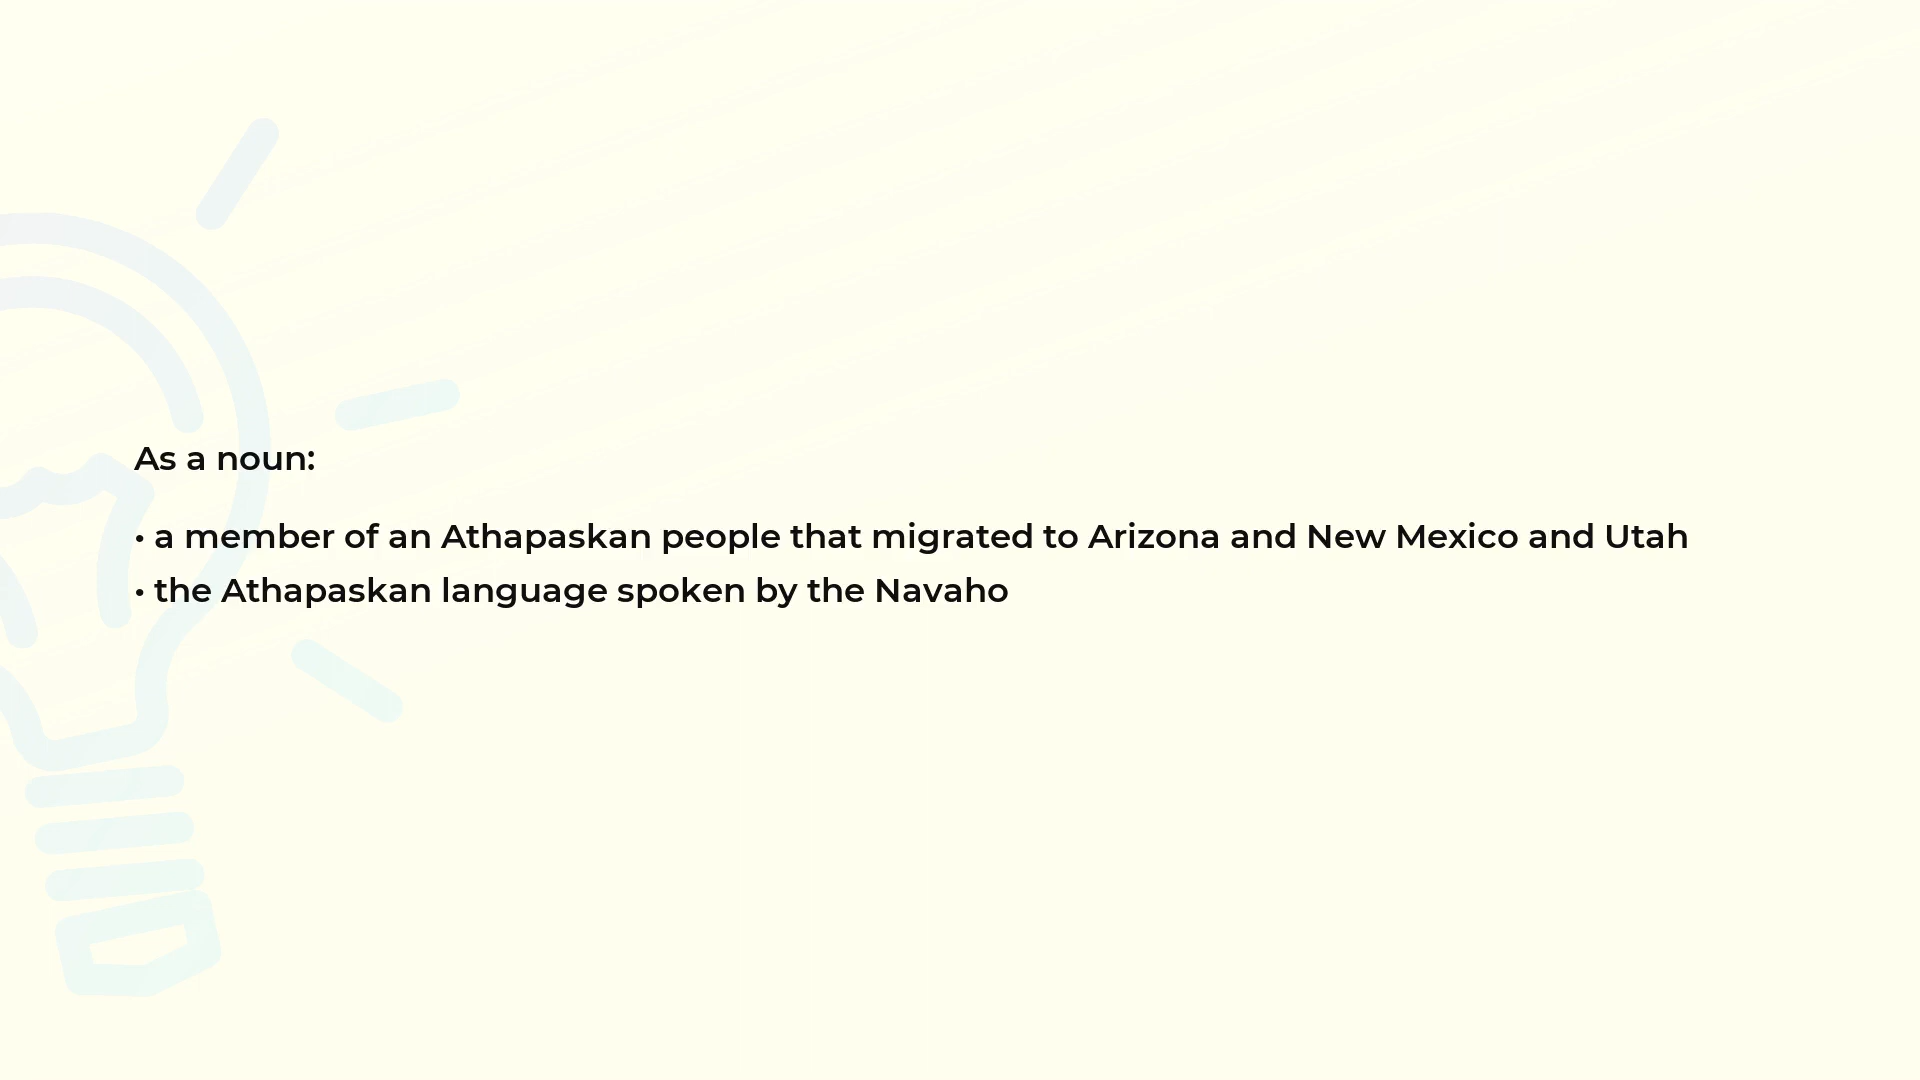 As a noun:
• a member of an Athapaskan people that migrated to Arizona and New Mexico and Utah
• the Athapaskan language spoken by the Navaho